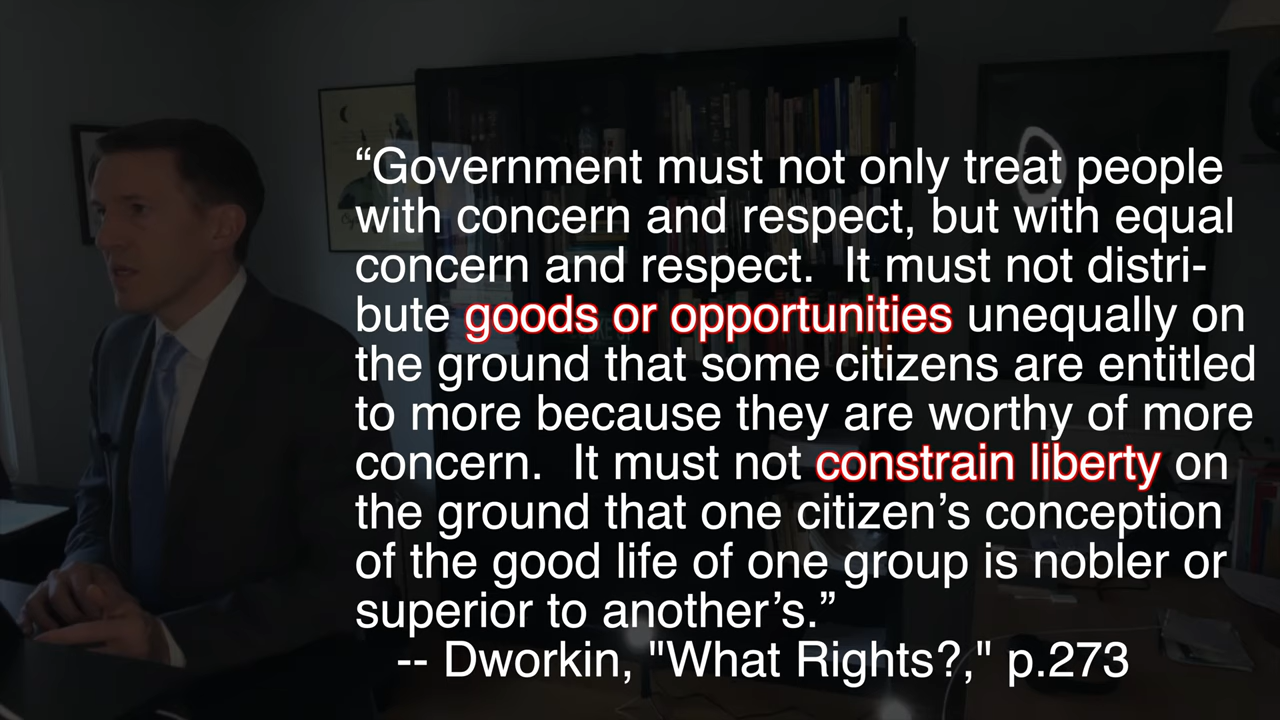 “Government must not only treat people
with concern and respect, but with equal
concern and respect.  It must not distri-
bute goods or opportunities unequally on
the ground that some citizens are entitled
to more because they are worthy of more
concern.  It must not constrain liberty on
the ground that one citizen’s conception
of the good life of one group is nobler or
superior to another’s.”
-- Dworkin, "What Rights?," p.273